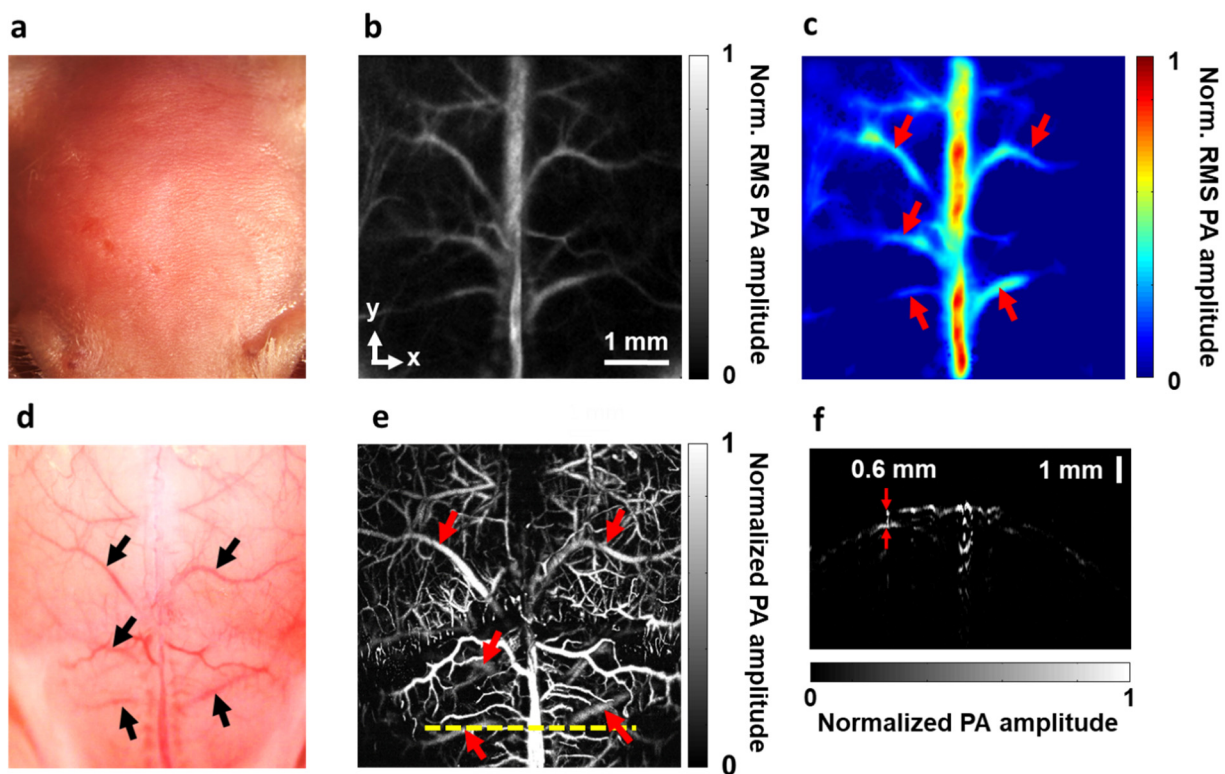 a
b
c
1
Norm. RMS PA amplitude
0
y
x
1 mm
1
Norm. RMS PA amplitude
0
d
e
f
1
Normalized PA amplitude
0
0.6 mm
1 mm
0
1
Normalized PA amplitude